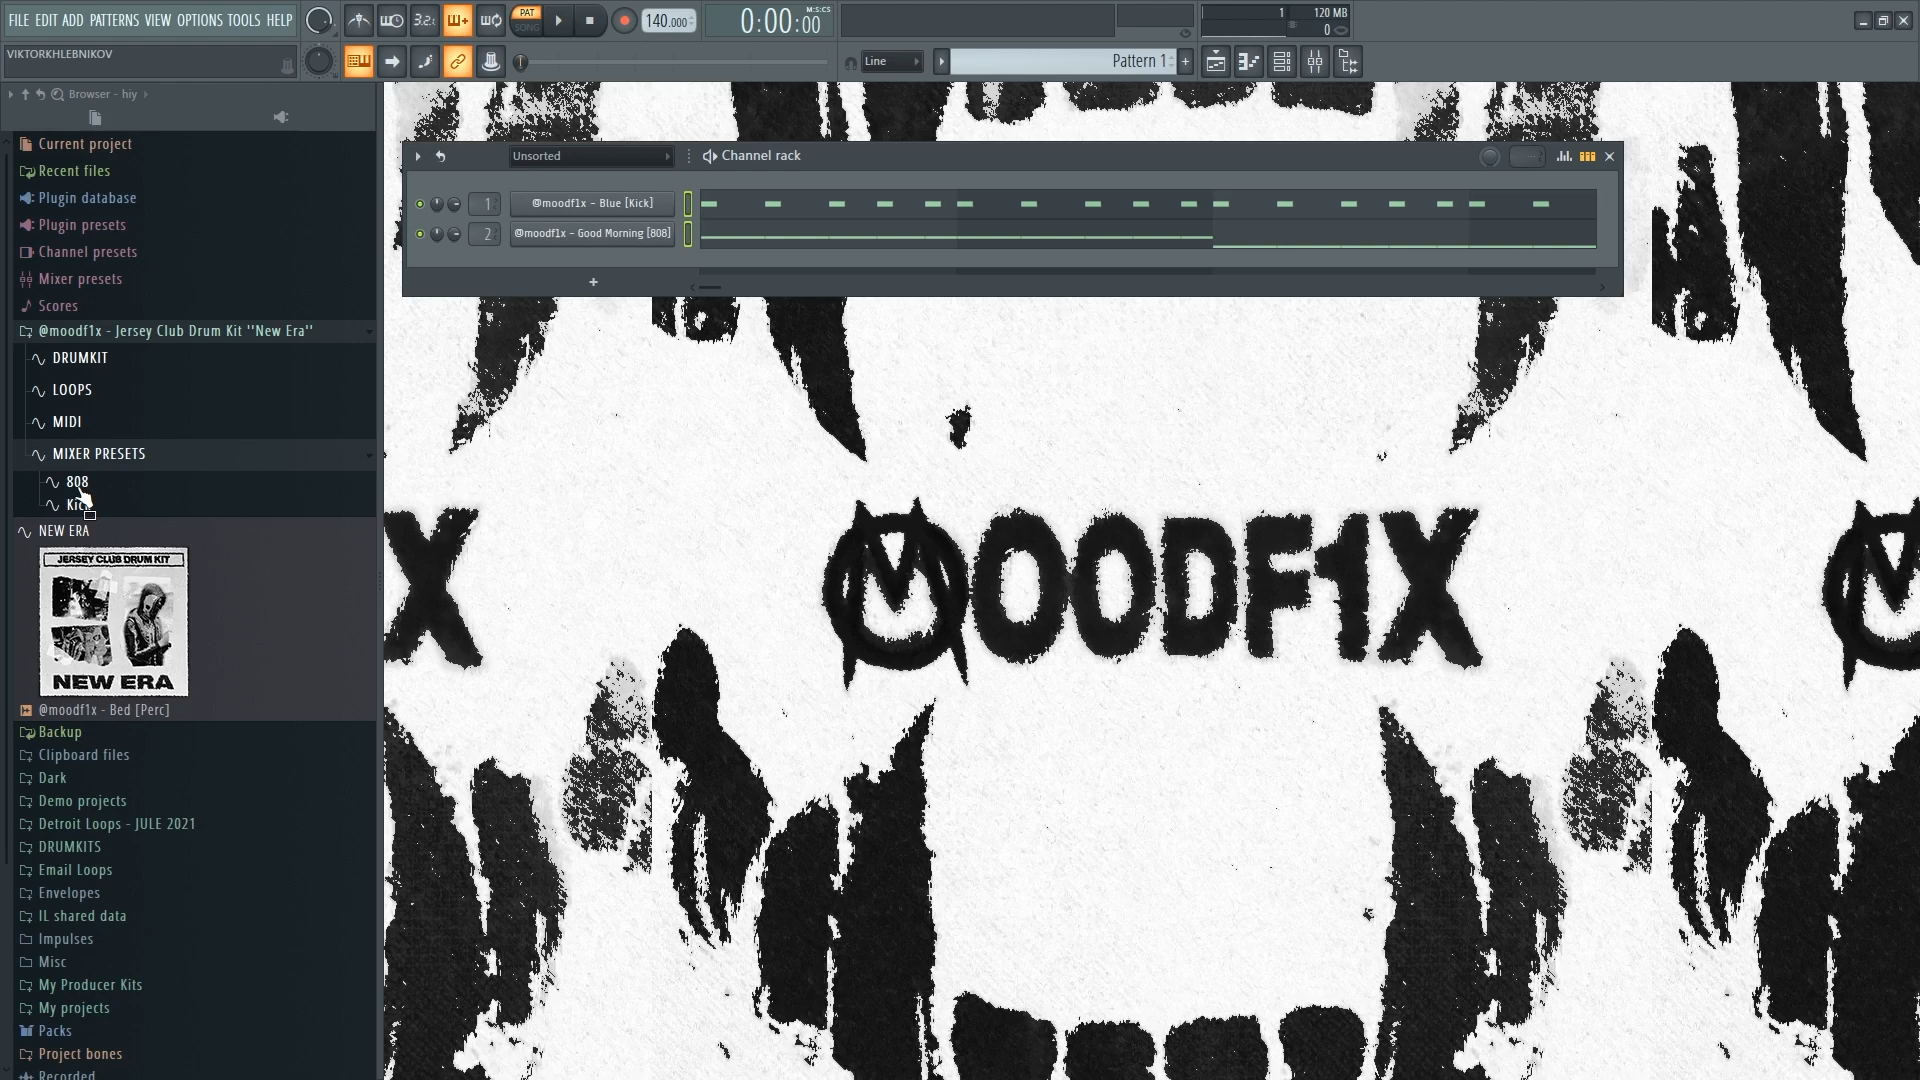 FILE EDIT ADD PATTERNS VIEW OPTIONS TOOLS HELP
3.2.
PAT
SONG
140.000
0:00:00
M:S:CS
1
120 MB
0
VIKTORKHLEBNIKOV
Line
Pattern 1
+
Browser - hiy
Current project
Recent files
Plugin database
Plugin presets
Channel presets
Mixer presets
Scores
@moodf1x - Jersey Club Drum Kit ''New Era''
DRUMKIT
LOOPS
MIDI
MIXER PRESETS
808
NEW ERA
JERSEY CLUB DRUM KIT
NEW ERA
@moodf1x - Bed [Perc]
Backup
Clipboard files
Dark
Demo projects
Detroit Loops - JULE 2021
DRUMKITS
Email Loops
Envelopes
IL shared data
Impulses
Misc
My Producer Kits
My projects
Packs
Project bones
Recorded
Unsorted
Channel rack
1
@moodf1x - Blue [Kick]
2
@moodf1x - Good Morning [808]
+
X
MOODF1X
M